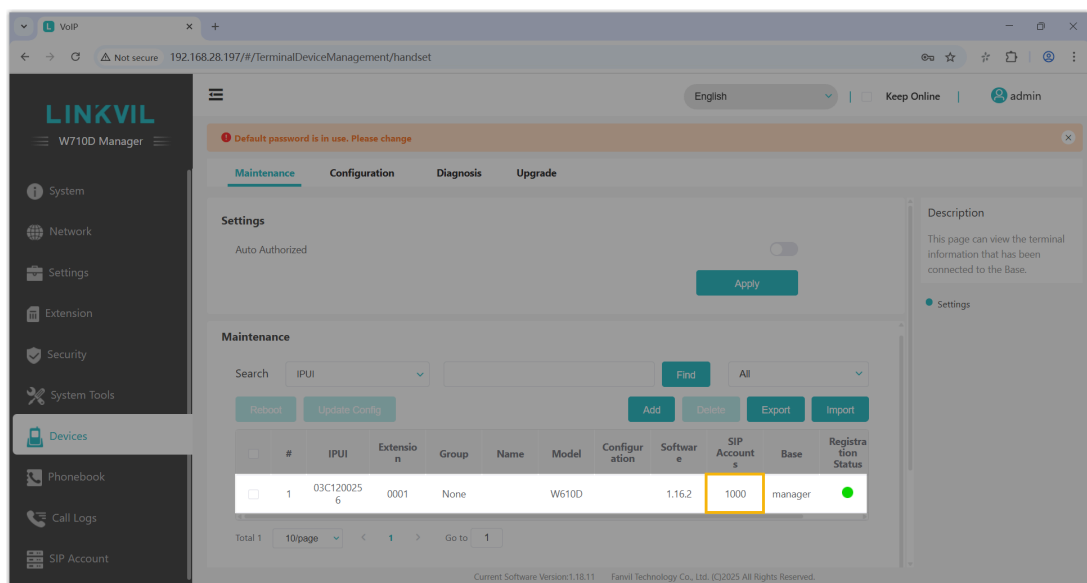 VoIP
Not secure 192.168.28.197/#/TerminalDeviceManagement/handset
LINKVIL
W710D Manager
English
Keep Online
admin
Default password is in use. Please change
System
Network
Settings
Extension
Security
System Tools
Devices
Phonebook
Call Logs
SIP Account
Maintenance Configuration Diagnosis Upgrade
Settings
Auto Authorized
Apply
Description
This page can view the terminal
information that has been
connected to the Base.
Settings
Maintenance
Search IPUI Find All
Reboot Update Config Add Delete Export Import
# IPUI Extensio
n Group Name Model Configur
ation Softwar
e SIP
Account
s Base Registra
tion
Status
1 03C120025
6 0001 None W610D 1.16.2 1000 manager
Total 1 10/page 1 Go to 1
Current Software Version:1.18.11 Fanvil Technology Co., Ltd. (C)2025 All Rights Reserved.